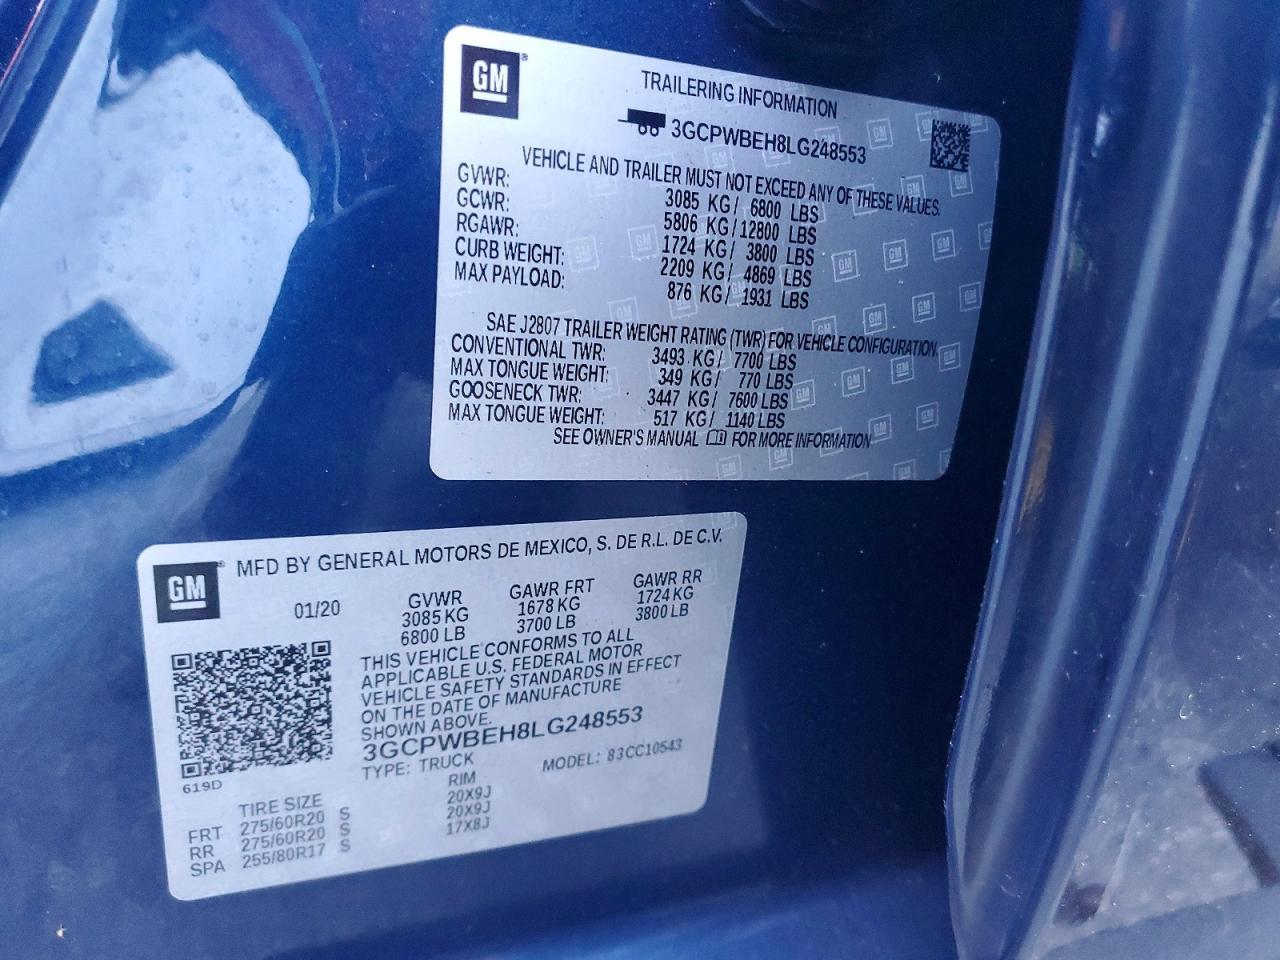 GM
TRAILERING INFORMATION
3GCPWBEH8LG248553
VEHICLE AND TRAILER MUST NOT EXCEED ANY OF THESE VALUES.
GVWR: 3085 KG/ 6800 LBS
GCWR: 5806 KG/ 12800 LBS
RGAWR: 1724 KG/ 3800 LBS
CURB WEIGHT: 2209 KG/ 4869 LBS
MAX PAYLOAD: 876 KG/ 1931 LBS
SAE J2807 TRAILER WEIGHT RATING (TWR) FOR VEHICLE CONFIGURATION.
CONVENTIONAL TWR: 3493 KG/ 7700 LBS
MAX TONGUE WEIGHT: 349 KG/ 770 LBS
GOOSENECK TWR: 3447 KG/ 7600 LBS
MAX TONGUE WEIGHT: 517 KG/ 1140 LBS
SEE OWNER'S MANUAL FOR MORE INFORMATION
GM MFD BY GENERAL MOTORS DE MEXICO, S. DE R.L. DE C.V.
01/20 GVWR GAWR FRT GAWR RR
3085 KG 1678 KG 1724 KG
6800 LB 3700 LB 3800 LB
THIS VEHICLE CONFORMS TO ALL
APPLICABLE U.S. FEDERAL MOTOR
VEHICLE SAFETY STANDARDS IN EFFECT
ON THE DATE OF MANUFACTURE
SHOWN ABOVE.
3GCPWBEH8LG248553
TYPE: TRUCK MODEL: 83CC10543
619D
TIRE SIZE RIM
FRT 275/60R20 S 20X9J
RR 275/60R20 S 20X9J
SPA 255/80R17 S 17X8J